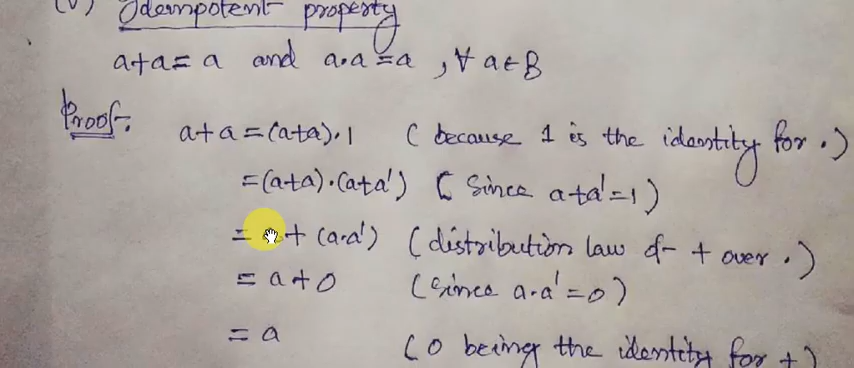 (v) Idempotent property
a+a=a and a.a=a , ∀ a∈B
Proof:- a+a=(a+a).1 (because 1 is the identity for .)
=(a+a).(a+a') (Since a+a'=1)
= + (a.a') (distribution law of + over .)
= a+0 (since a.a'=0)
= a
(0 being the identity for +)